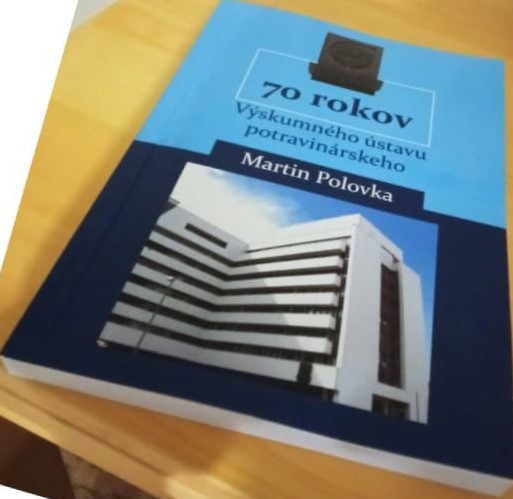 70 rokov
Výskumného ústavu
potravinárskeho
Martin Polovka